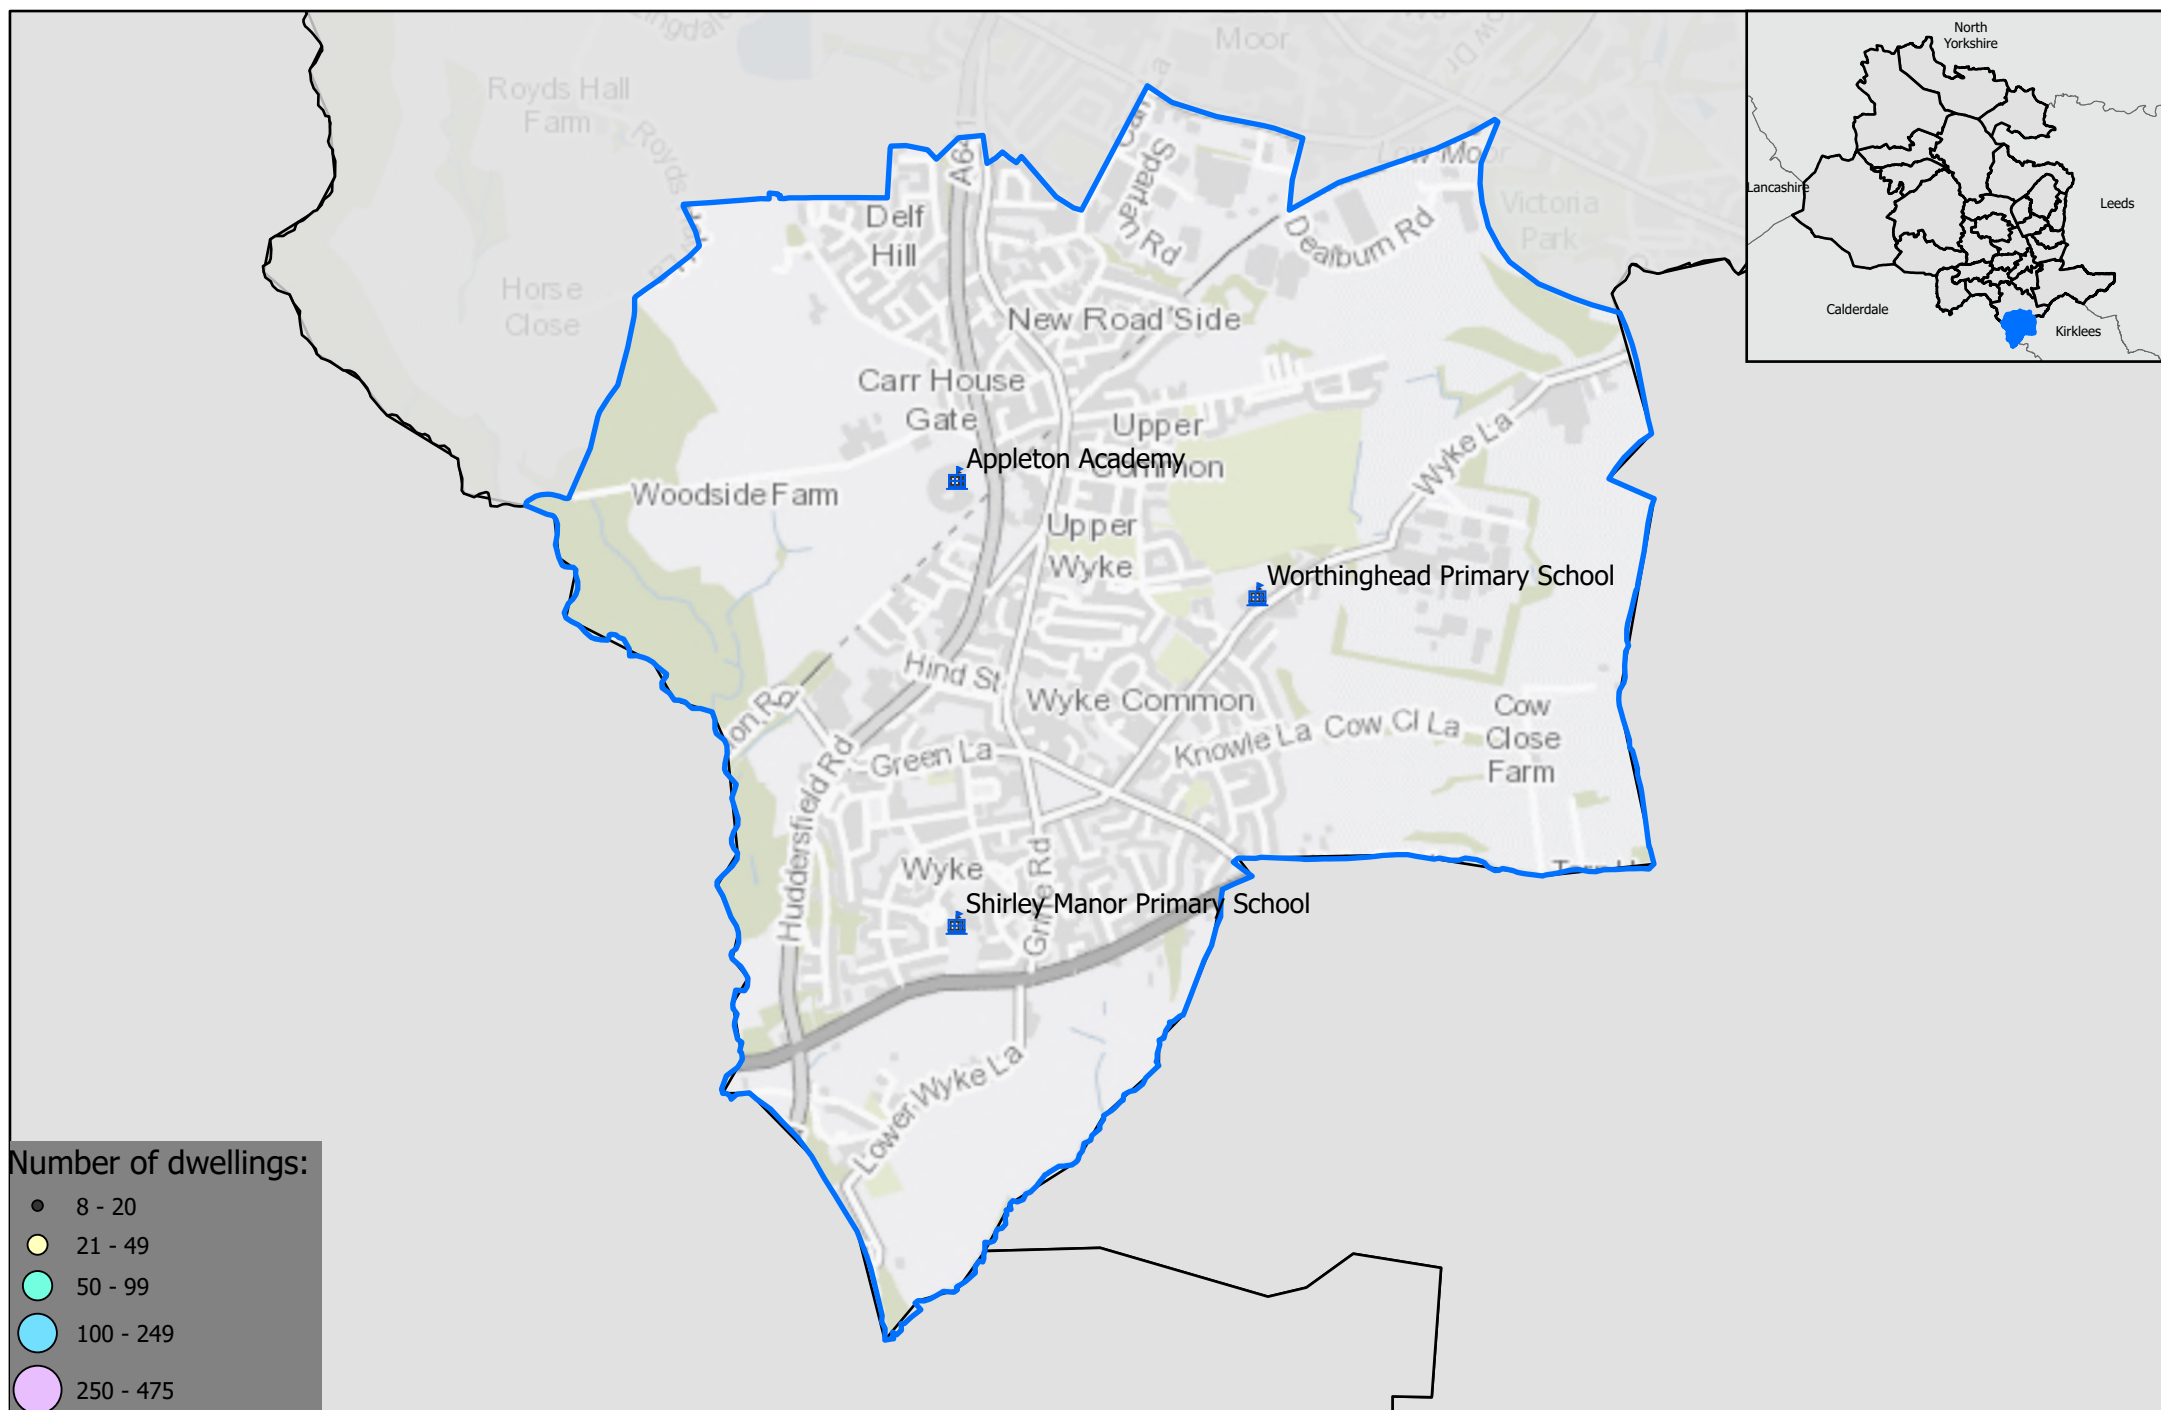 Moor
Royds Hall
Farm
Low Moor
Victoria
Park
Spartan Rd
Dealburn Rd
Delf
Hill
Horse
Close
New Road Side
Carr House
Gate
Upper
Common
Wyke La
Appleton Academy
Woodside Farm
Upper
Wyke
Worthinghead Primary School
Hind St
Wyke Common
Cow
Close
Farm
Knowle La
Cow Cl La
Green La
Huddersfield Rd
Wyke
Shirley Manor Primary School
Lower Wyke La
North
Yorkshire
Lancashire
Leeds
Calderdale
Kirklees
Number of dwellings:
8 - 20
21 - 49
50 - 99
100 - 249
250 - 475